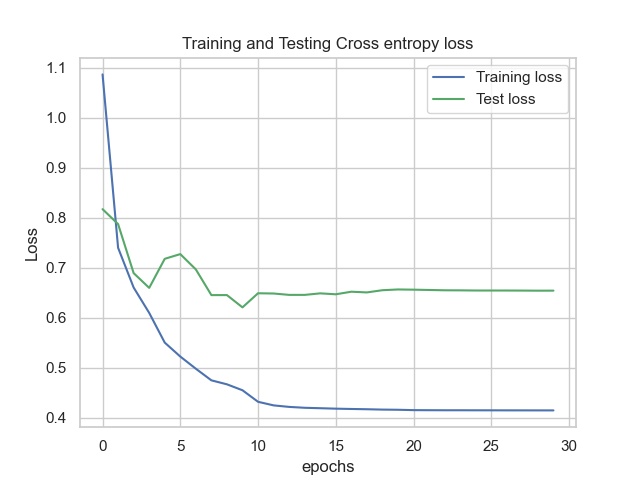 Training and Testing Cross entropy loss
1.1
1.0
0.9
0.8
0.7
0.6
0.5
0.4
Loss
Training loss
Test loss
0 5 10 15 20 25 30
epochs